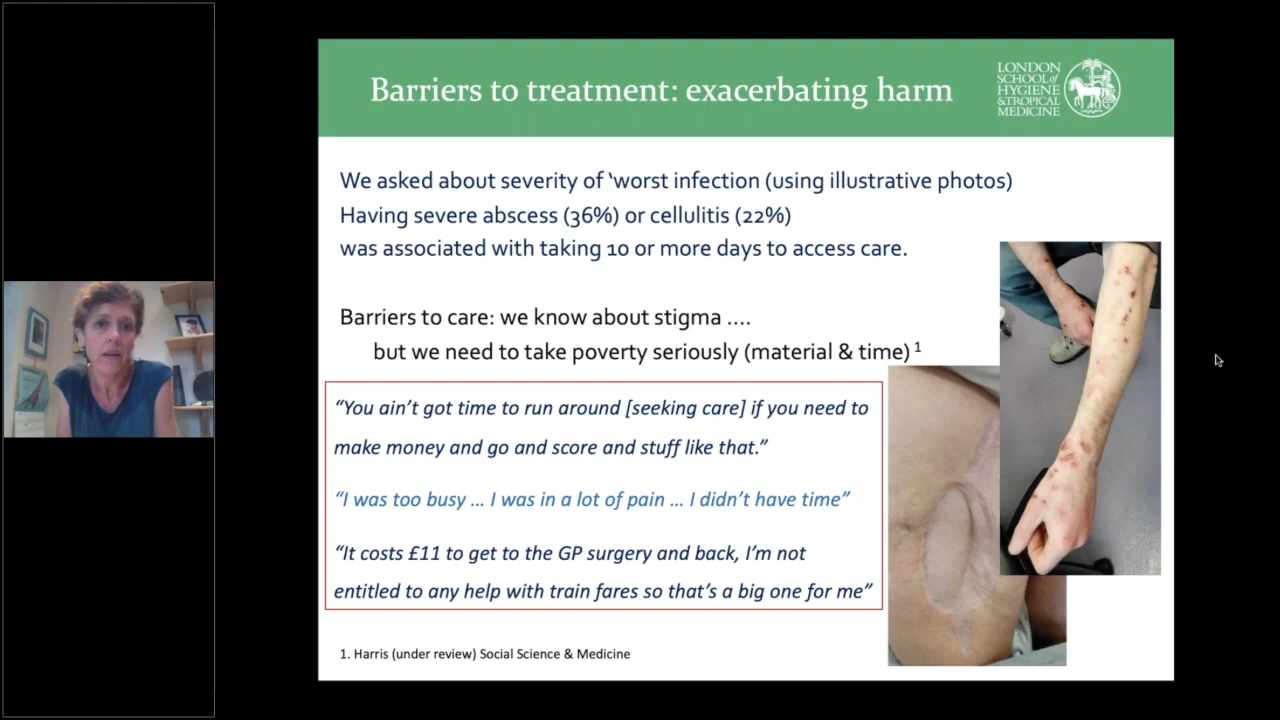 Barriers to treatment: exacerbating harm
LONDON
SCHOOL of
HYGIENE
& TROPICAL
MEDICINE
We asked about severity of ‘worst infection (using illustrative photos)
Having severe abscess (36%) or cellulitis (22%)
was associated with taking 10 or more days to access care.
Barriers to care: we know about stigma ....
but we need to take poverty seriously (material & time) 1
“You ain’t got time to run around [seeking care] if you need to
make money and go and score and stuff like that.”
“I was too busy ... I was in a lot of pain ... I didn’t have time”
“It costs £11 to get to the GP surgery and back, I’m not
entitled to any help with train fares so that’s a big one for me”
1. Harris (under review) Social Science & Medicine